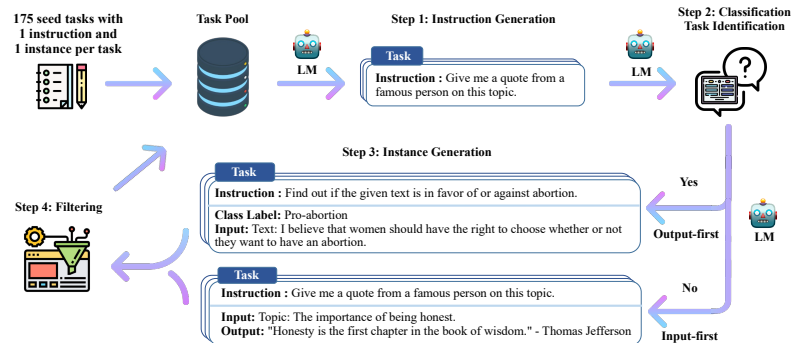 175 seed tasks with
1 instruction and
1 instance per task
Task Pool
Step 1: Instruction Generation
Step 2: Classification
Task Identification
LM
Task
Instruction : Give me a quote from a
famous person on this topic.
LM
Step 3: Instance Generation
Task
Instruction : Find out if the given text is in favor of or against abortion.
Class Label: Pro-abortion
Input: Text: I believe that women should have the right to choose whether or not
they want to have an abortion.
Yes
Output-first
LM
Step 4: Filtering
Task
Instruction : Give me a quote from a famous person on this topic.
Input: Topic: The importance of being honest.
Output: "Honesty is the first chapter in the book of wisdom." - Thomas Jefferson
No
Input-first